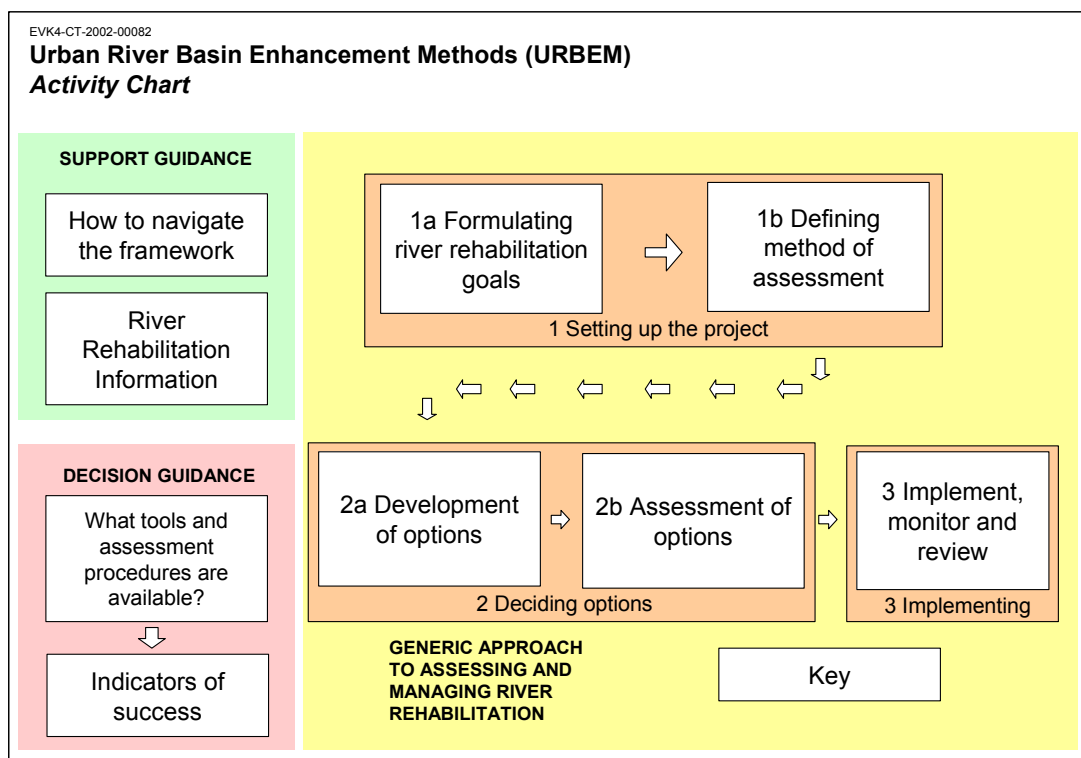 EVK4-CT-2002-00082
Urban River Basin Enhancement Methods (URBEM)
Activity Chart
SUPPORT GUIDANCE
How to navigate
the framework
River
Rehabilitation
Information
DECISION GUIDANCE
What tools and
assessment
procedures are
available?
Indicators of
success
1a Formulating
river rehabilitation
goals
1b Defining
method of
assessment
1 Setting up the project
2a Development
of options
2b Assessment of
options
2 Deciding options
3 Implement,
monitor and
review
3 Implementing
GENERIC APPROACH
TO ASSESSING AND
MANAGING RIVER
REHABILITATION
Key